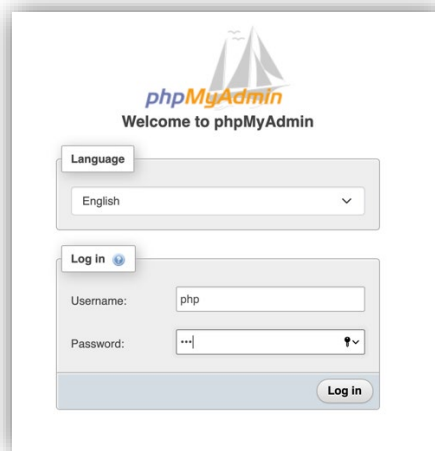 phpMyAdmin
Welcome to phpMyAdmin
Language
English
Log in
Username: php
Password: •••
Log in